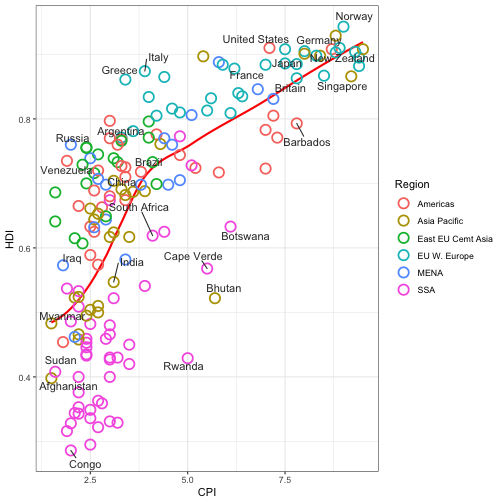 Norway
United States
Germany
Italy
Greece
France
Japan
New Zealand
Singapore
Britain
Barbados
Russia
Argentina
Brazil
Venezuela
China
South Africa
Botswana
Cape Verde
Iraq
India
Bhutan
Myanmar
Sudan
Rwanda
Afghanistan
Congo
0.8
0.6
0.4
HDI
2.5 5.0 7.5
CPI
Region
Americas
Asia Pacific
East EU Cemt Asia
EU W. Europe
MENA
SSA